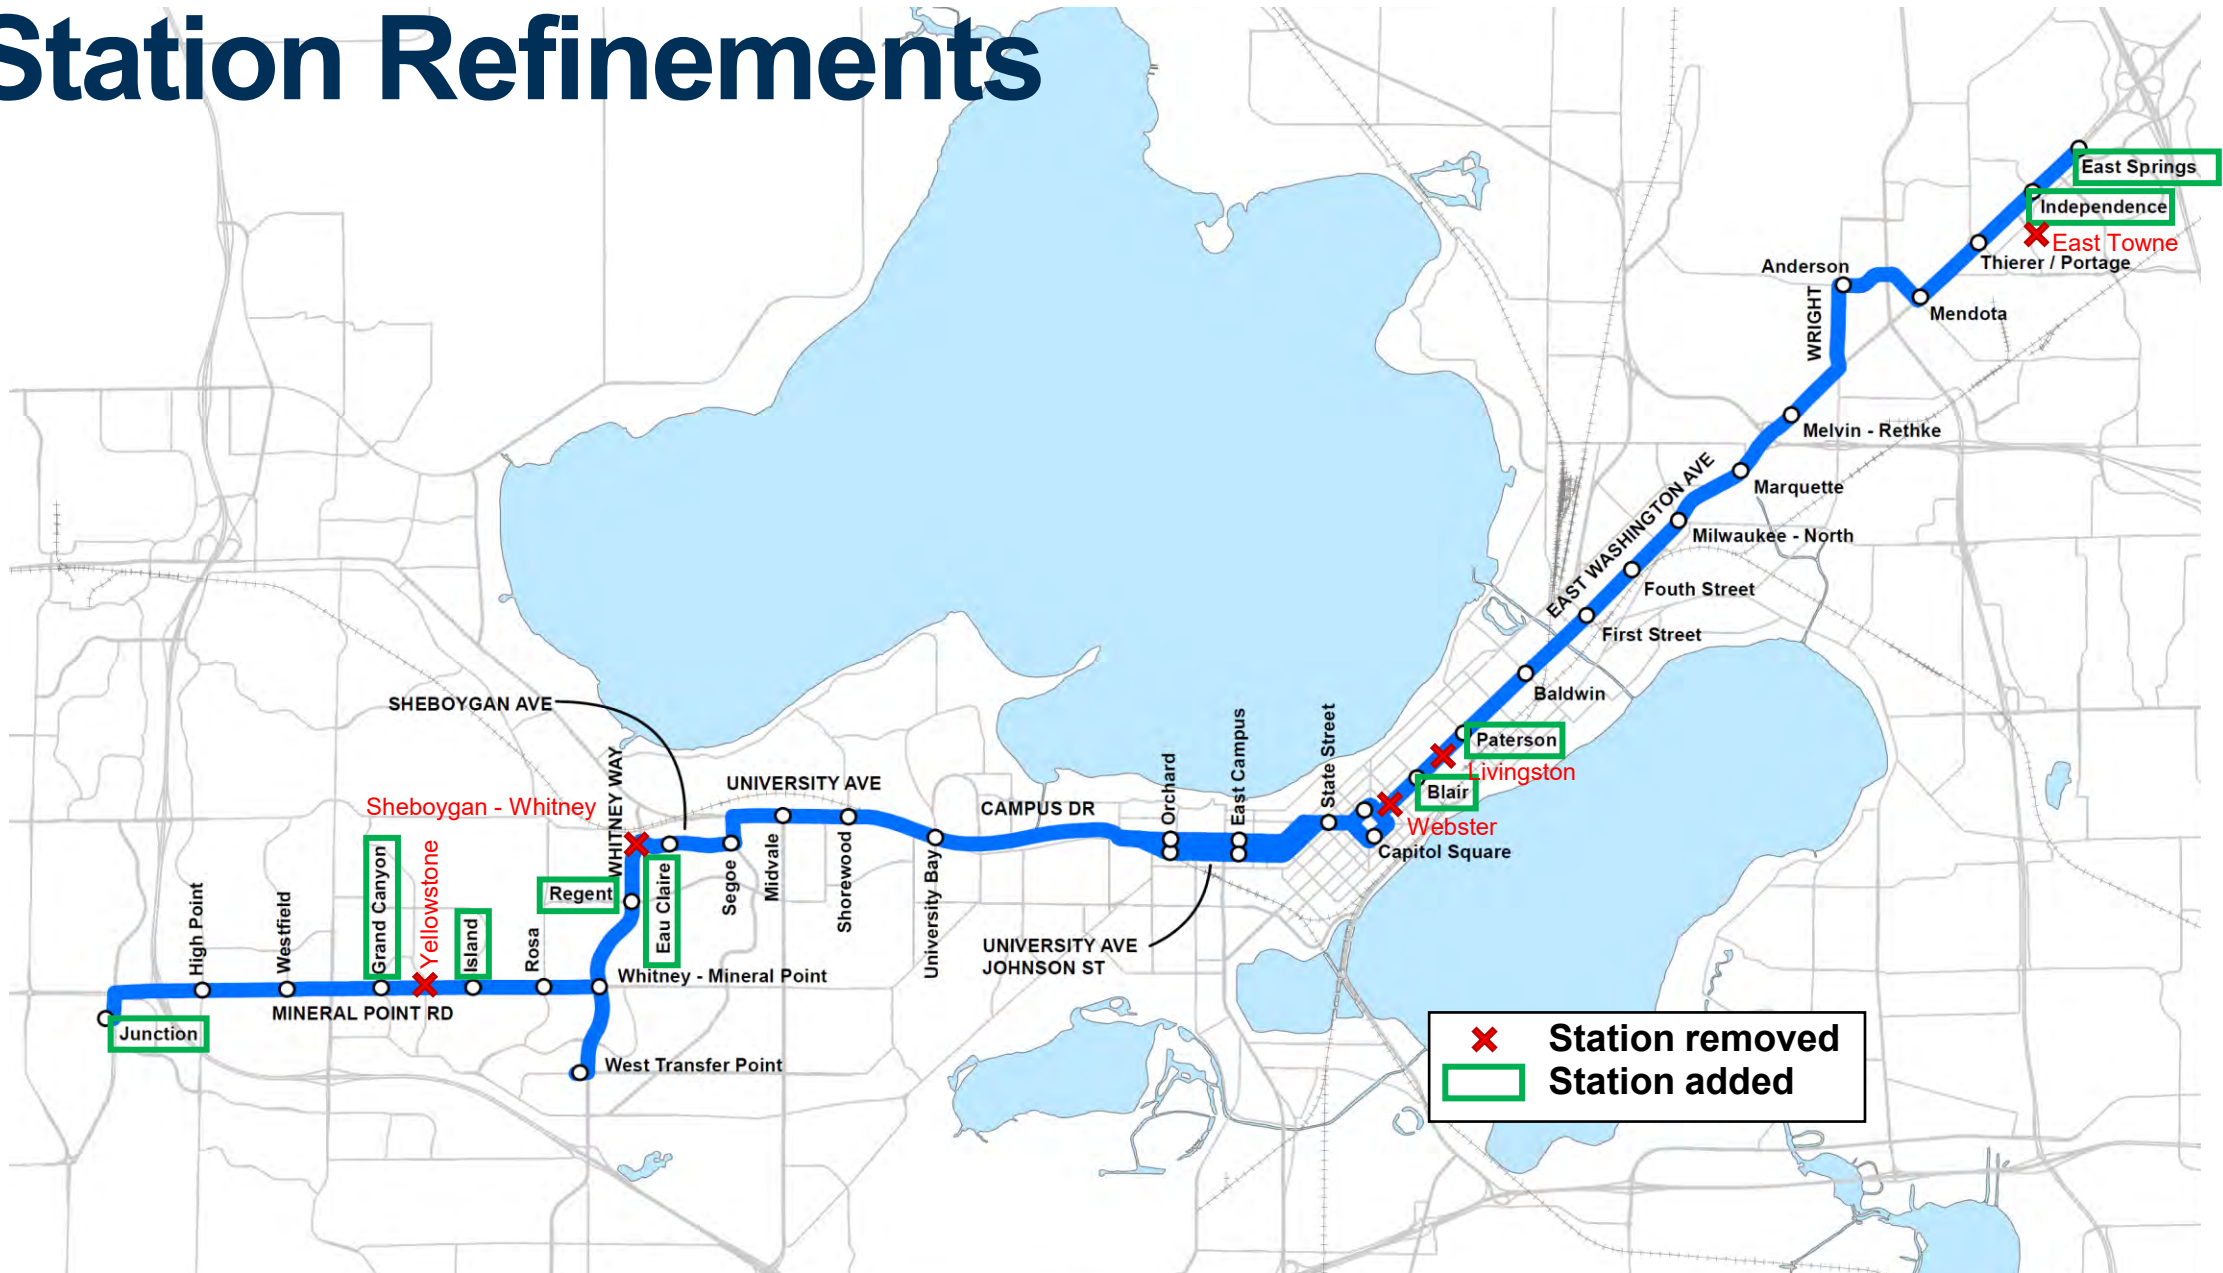 Station Refinements
East Springs
Independence
East Towne
Thierer / Portage
Anderson
Mendota
WRIGHT
Melvin - Rethke
EAST WASHINGTON AVE
Marquette
Milwaukee - North
Fouth Street
First Street
Baldwin
Paterson
Livingston
Blair
Webster
Capitol Square
State Street
East Campus
Orchard
SHEBOYGAN AVE
WHITNEY WAY
UNIVERSITY AVE
CAMPUS DR
Sheboygan - Whitney
Regent
Eau Claire
Segoe
Midvale
Shorewood
University Bay
UNIVERSITY AVE
JOHNSON ST
High Point
Westfield
Grand Canyon
Yellowstone
Island
Rosa
Whitney - Mineral Point
MINERAL POINT RD
Junction
West Transfer Point
Station removed
Station added